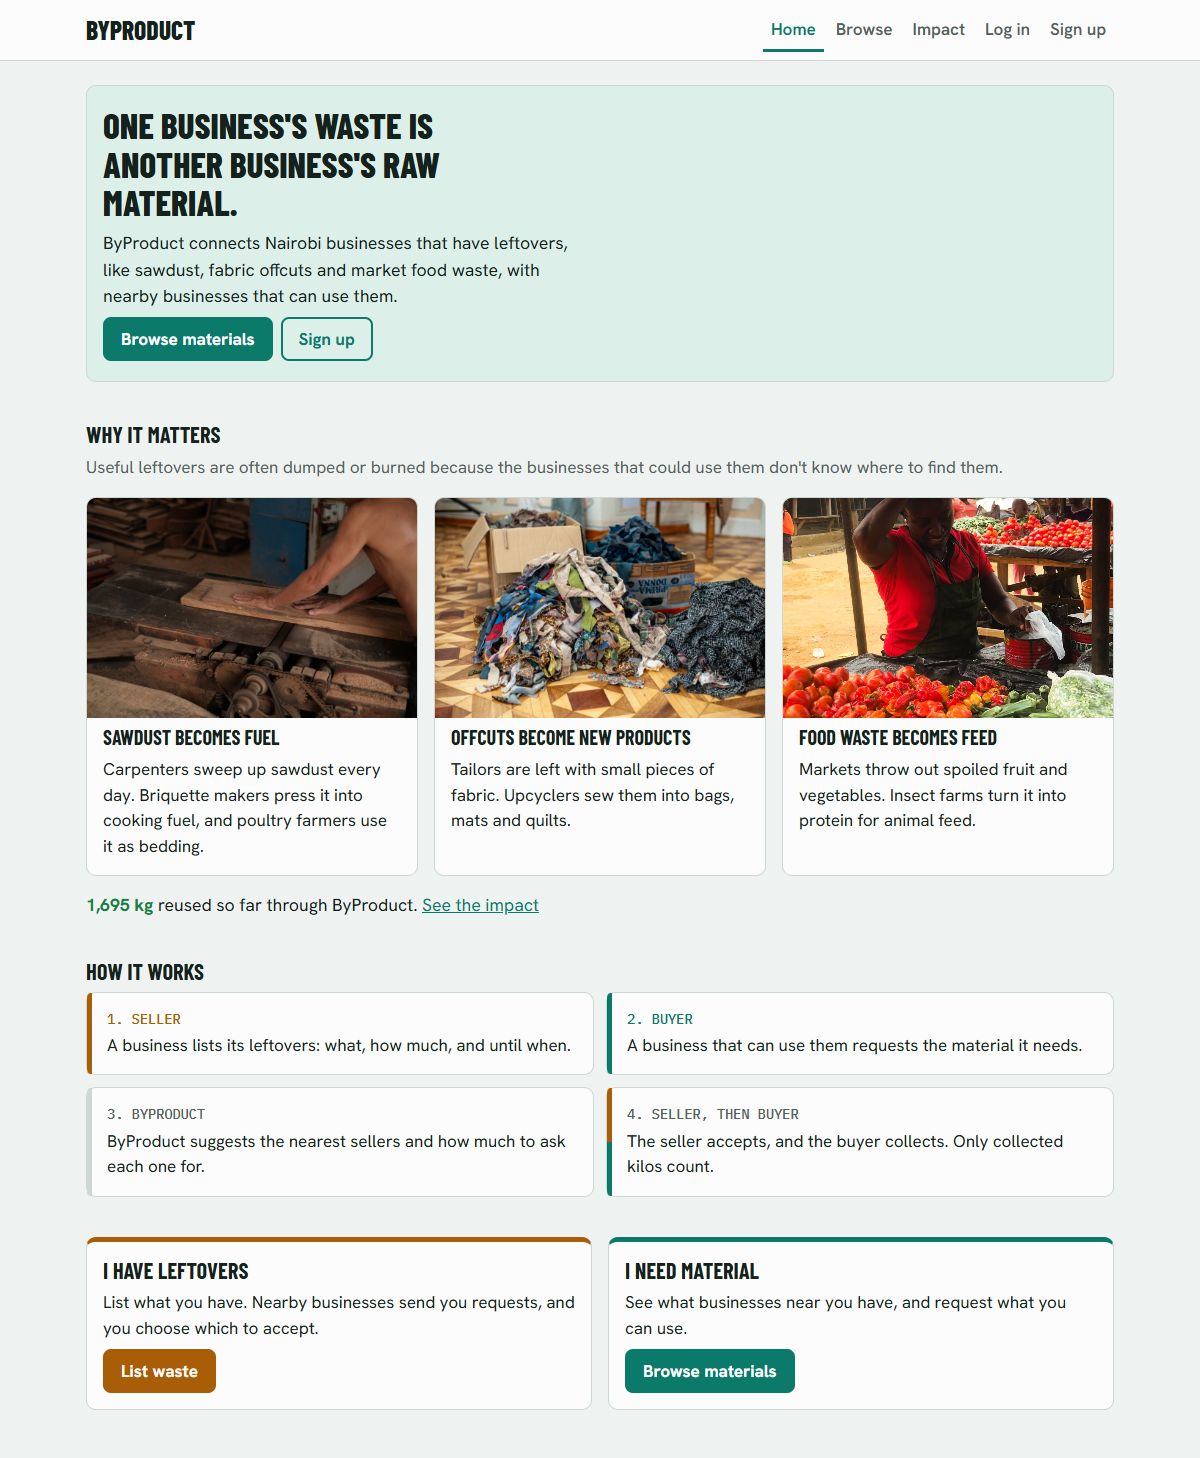 BYPRODUCT
Home Browse Impact Log in Sign up
ONE BUSINESS'S WASTE IS
ANOTHER BUSINESS'S RAW
MATERIAL.
ByProduct connects Nairobi businesses that have leftovers,
like sawdust, fabric offcuts and market food waste, with
nearby businesses that can use them.
Browse materials Sign up
WHY IT MATTERS
Useful leftovers are often dumped or burned because the businesses that could use them don't know where to find them.
PRIMA
DONNA
SAWDUST BECOMES FUEL
Carpenters sweep up sawdust every
day. Briquette makers press it into
cooking fuel, and poultry farmers use
it as bedding.
OFFCUTS BECOME NEW PRODUCTS
Tailors are left with small pieces of
fabric. Upcyclers sew them into bags,
mats and quilts.
FOOD WASTE BECOMES FEED
Markets throw out spoiled fruit and
vegetables. Insect farms turn it into
protein for animal feed.
1,695 kg reused so far through ByProduct. See the impact
HOW IT WORKS
1. SELLER
A business lists its leftovers: what, how much, and until when.
2. BUYER
A business that can use them requests the material it needs.
3. BYPRODUCT
ByProduct suggests the nearest sellers and how much to ask
each one for.
4. SELLER, THEN BUYER
The seller accepts, and the buyer collects. Only collected
kilos count.
I HAVE LEFTOVERS
List what you have. Nearby businesses send you requests, and
you choose which to accept.
List waste
I NEED MATERIAL
See what businesses near you have, and request what you
can use.
Browse materials